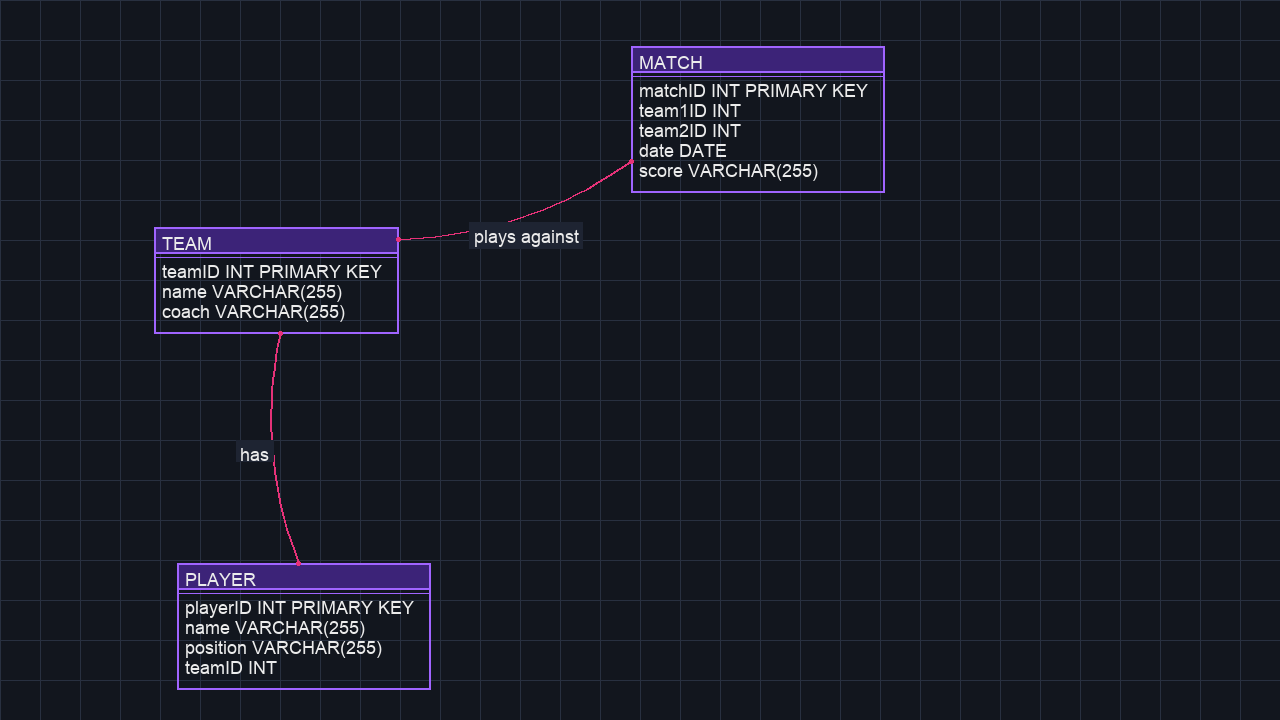 MATCH
matchID INT PRIMARY KEY
team1ID INT
team2ID INT
date DATE
score VARCHAR(255)
plays against
TEAM
teamID INT PRIMARY KEY
name VARCHAR(255)
coach VARCHAR(255)
has
PLAYER
playerID INT PRIMARY KEY
name VARCHAR(255)
position VARCHAR(255)
teamID INT